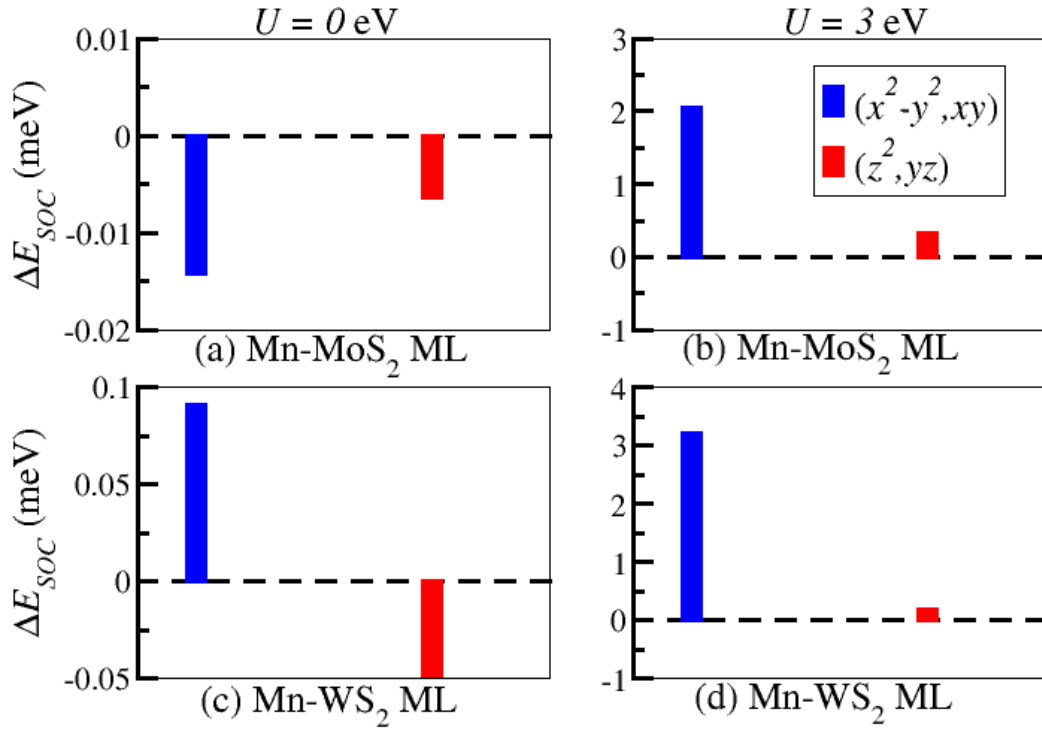 U = 0 eV
U = 3 eV
ΔE_SOC (meV)
0.01
0
-0.01
-0.02
(a) Mn-MoS₂ ML
3
2
1
0
-1
(x²-y²,xy)
(z²,yz)
(b) Mn-MoS₂ ML
ΔE_SOC (meV)
0.1
0.05
0
-0.05
(c) Mn-WS₂ ML
4
3
2
1
0
-1
(d) Mn-WS₂ ML